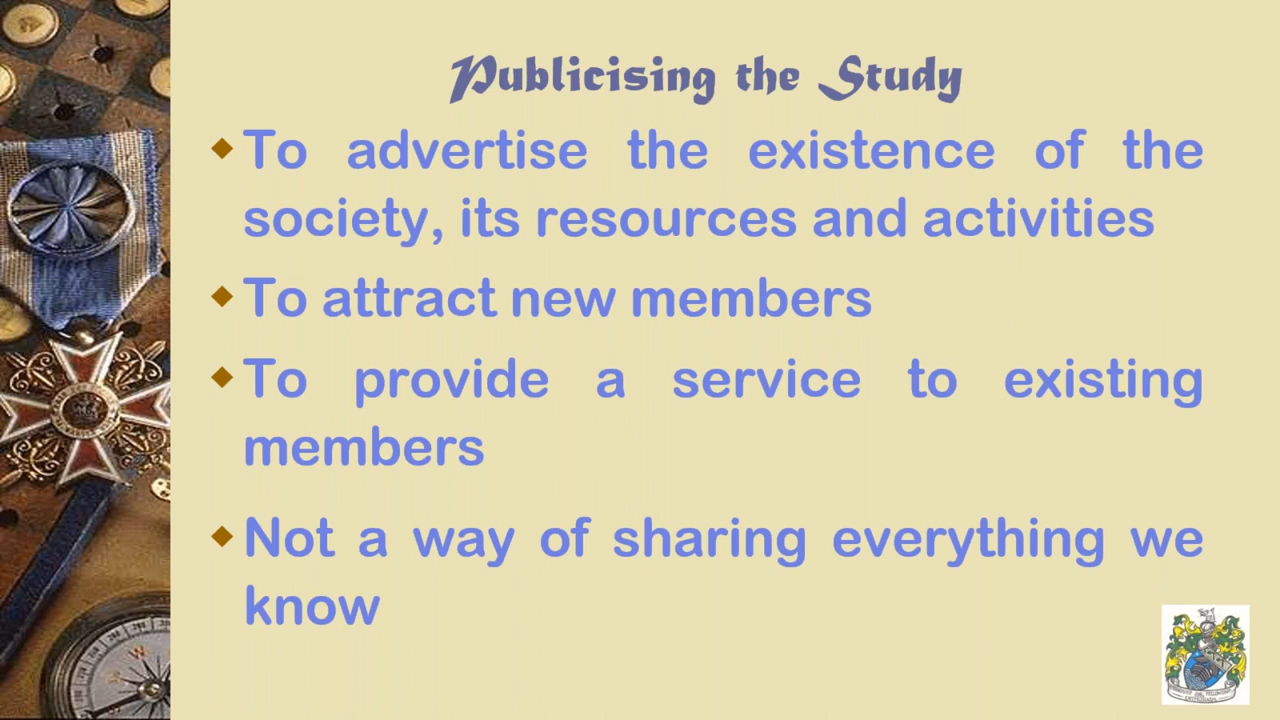 Publicising the Study
To advertise the existence of the
society, its resources and activities
To attract new members
To provide a service to existing
members
Not a way of sharing everything we
know